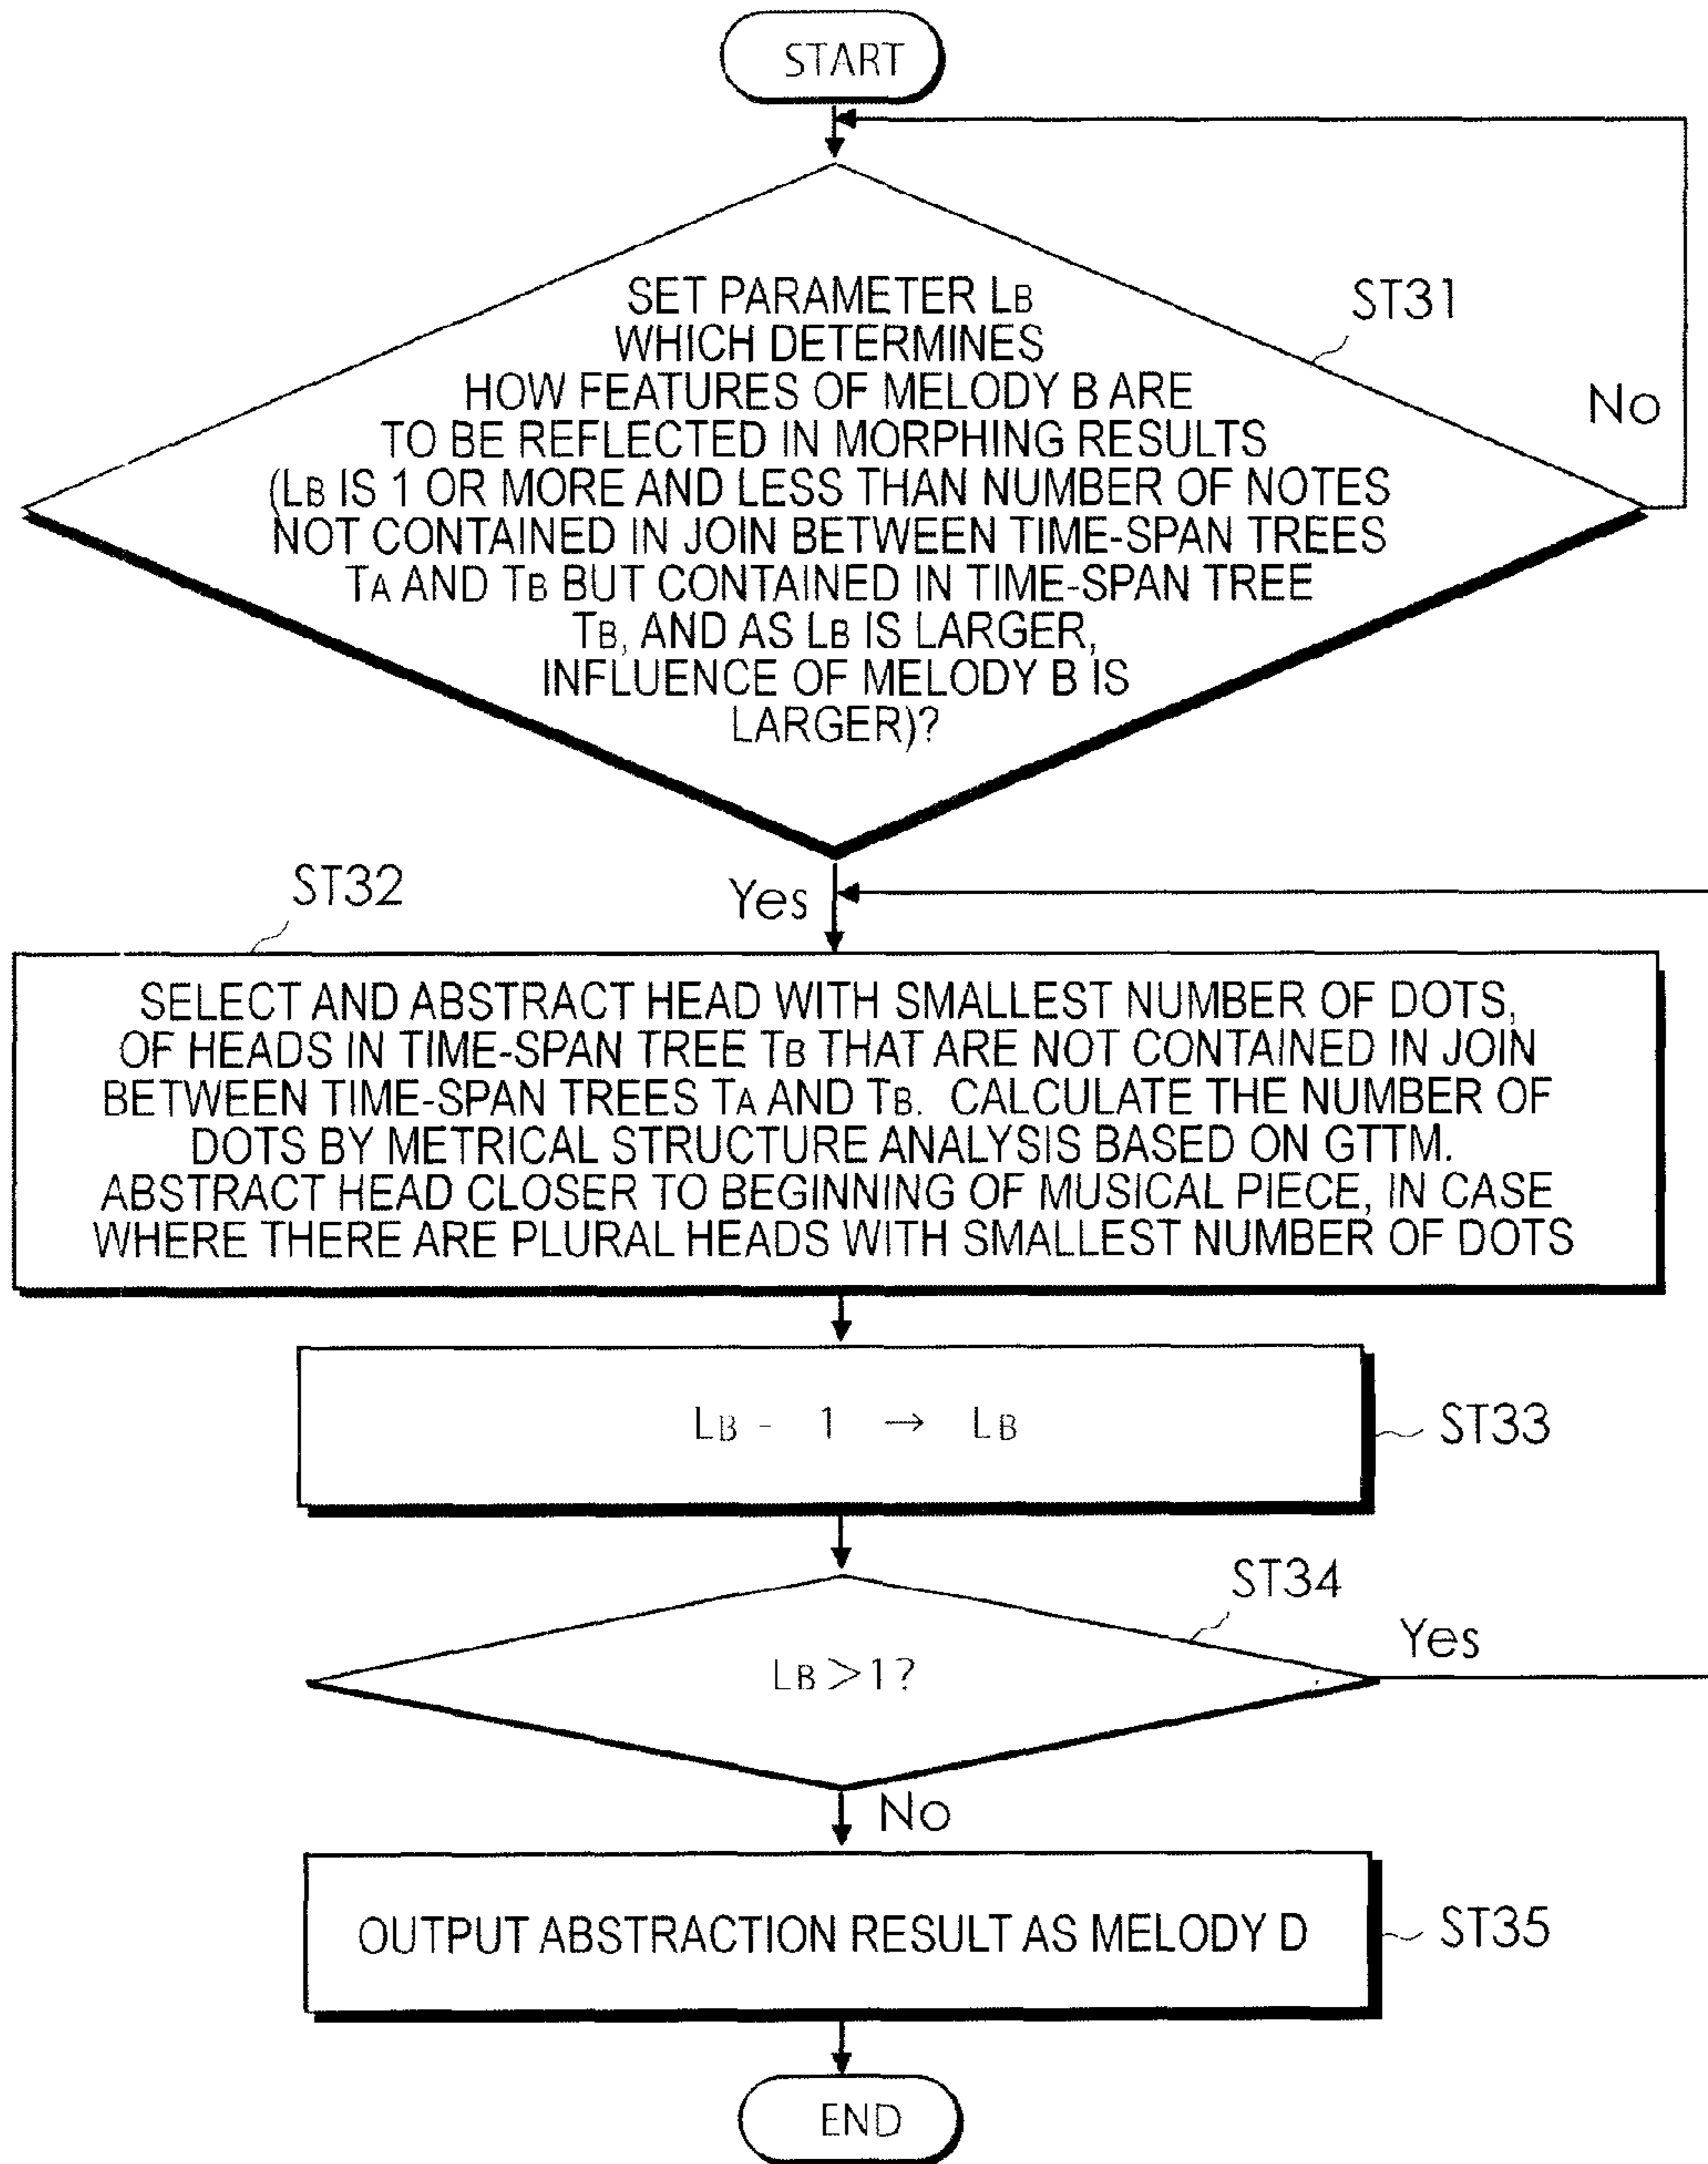 START
SET PARAMETER LB
WHICH DETERMINES
HOW FEATURES OF MELODY B ARE
TO BE REFLECTED IN MORPHING RESULTS
(LB IS 1 OR MORE AND LESS THAN NUMBER OF NOTES
NOT CONTAINED IN JOIN BETWEEN TIME-SPAN TREES
TA AND TB BUT CONTAINED IN TIME-SPAN TREE
TB, AND AS LB IS LARGER,
INFLUENCE OF MELODY B IS
LARGER)?
ST31
No
Yes
ST32
SELECT AND ABSTRACT HEAD WITH SMALLEST NUMBER OF DOTS,
OF HEADS IN TIME-SPAN TREE TB THAT ARE NOT CONTAINED IN JOIN
BETWEEN TIME-SPAN TREES TA AND TB. CALCULATE THE NUMBER OF
DOTS BY METRICAL STRUCTURE ANALYSIS BASED ON GTTM.
ABSTRACT HEAD CLOSER TO BEGINNING OF MUSICAL PIECE, IN CASE
WHERE THERE ARE PLURAL HEADS WITH SMALLEST NUMBER OF DOTS
LB - 1 → LB
ST33
ST34
LB > 1?
Yes
No
OUTPUT ABSTRACTION RESULT AS MELODY D
ST35
END